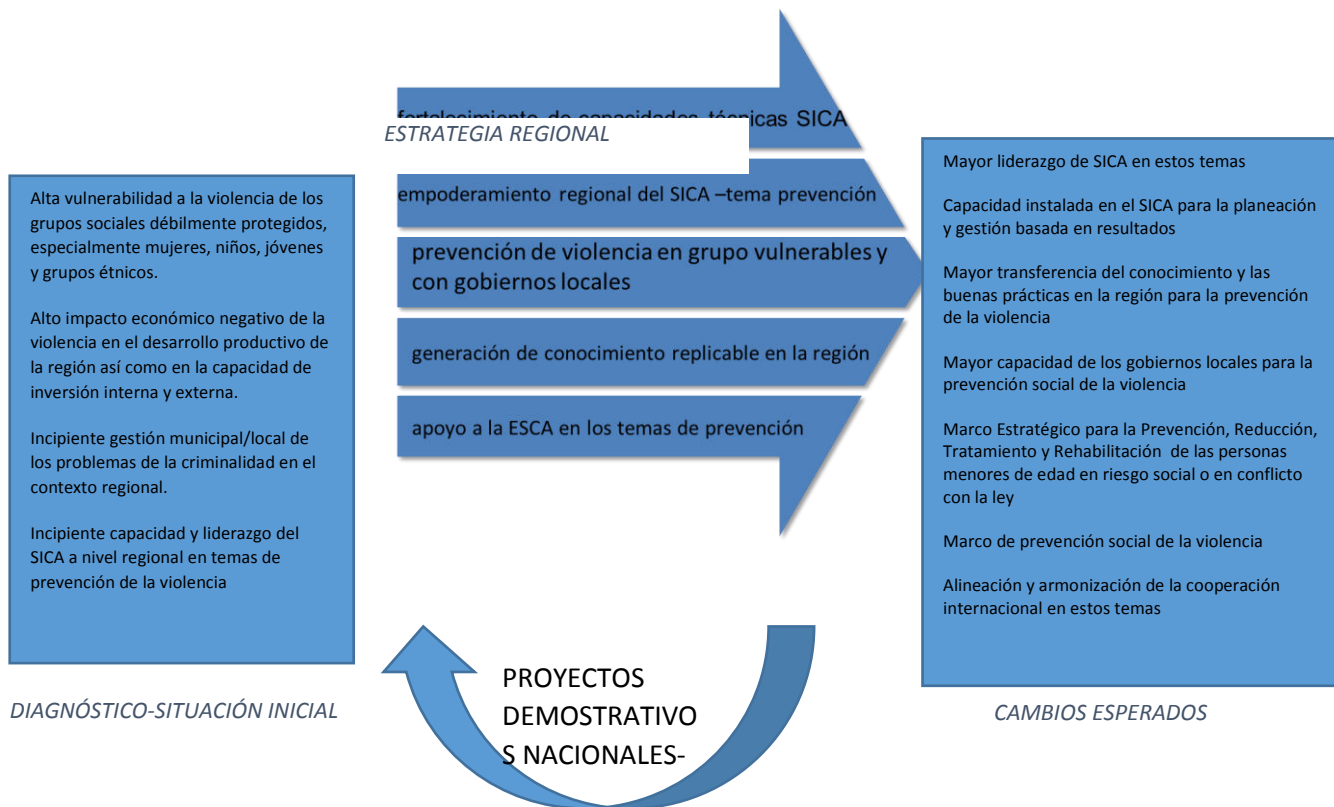 fortalecimiento de capacidades técnicas SICA
ESTRATEGIA REGIONAL
empoderamiento regional del SICA –tema prevención
prevención de violencia en grupo vulnerables y
con gobiernos locales
generación de conocimiento replicable en la región
apoyo a la ESCA en los temas de prevención
Alta vulnerabilidad a la violencia de los
grupos sociales débilmente protegidos,
especialmente mujeres, niños, jóvenes
y grupos étnicos.
Alto impacto económico negativo de la
violencia en el desarrollo productivo de
la región así como en la capacidad de
inversión interna y externa.
Incipiente gestión municipal/local de
los problemas de la criminalidad en el
contexto regional.
Incipiente capacidad y liderazgo del
SICA a nivel regional en temas de
prevención de la violencia
DIAGNÓSTICO-SITUACIÓN INICIAL
PROYECTOS
DEMOSTRATIVO
S NACIONALES-
Mayor liderazgo de SICA en estos temas
Capacidad instalada en el SICA para la planeación
y gestión basada en resultados
Mayor transferencia del conocimiento y las
buenas prácticas en la región para la prevención
de la violencia
Mayor capacidad de los gobiernos locales para la
prevención social de la violencia
Marco Estratégico para la Prevención, Reducción,
Tratamiento y Rehabilitación de las personas
menores de edad en riesgo social o en conflicto
con la ley
Marco de prevención social de la violencia
Alineación y armonización de la cooperación
internacional en estos temas
CAMBIOS ESPERADOS